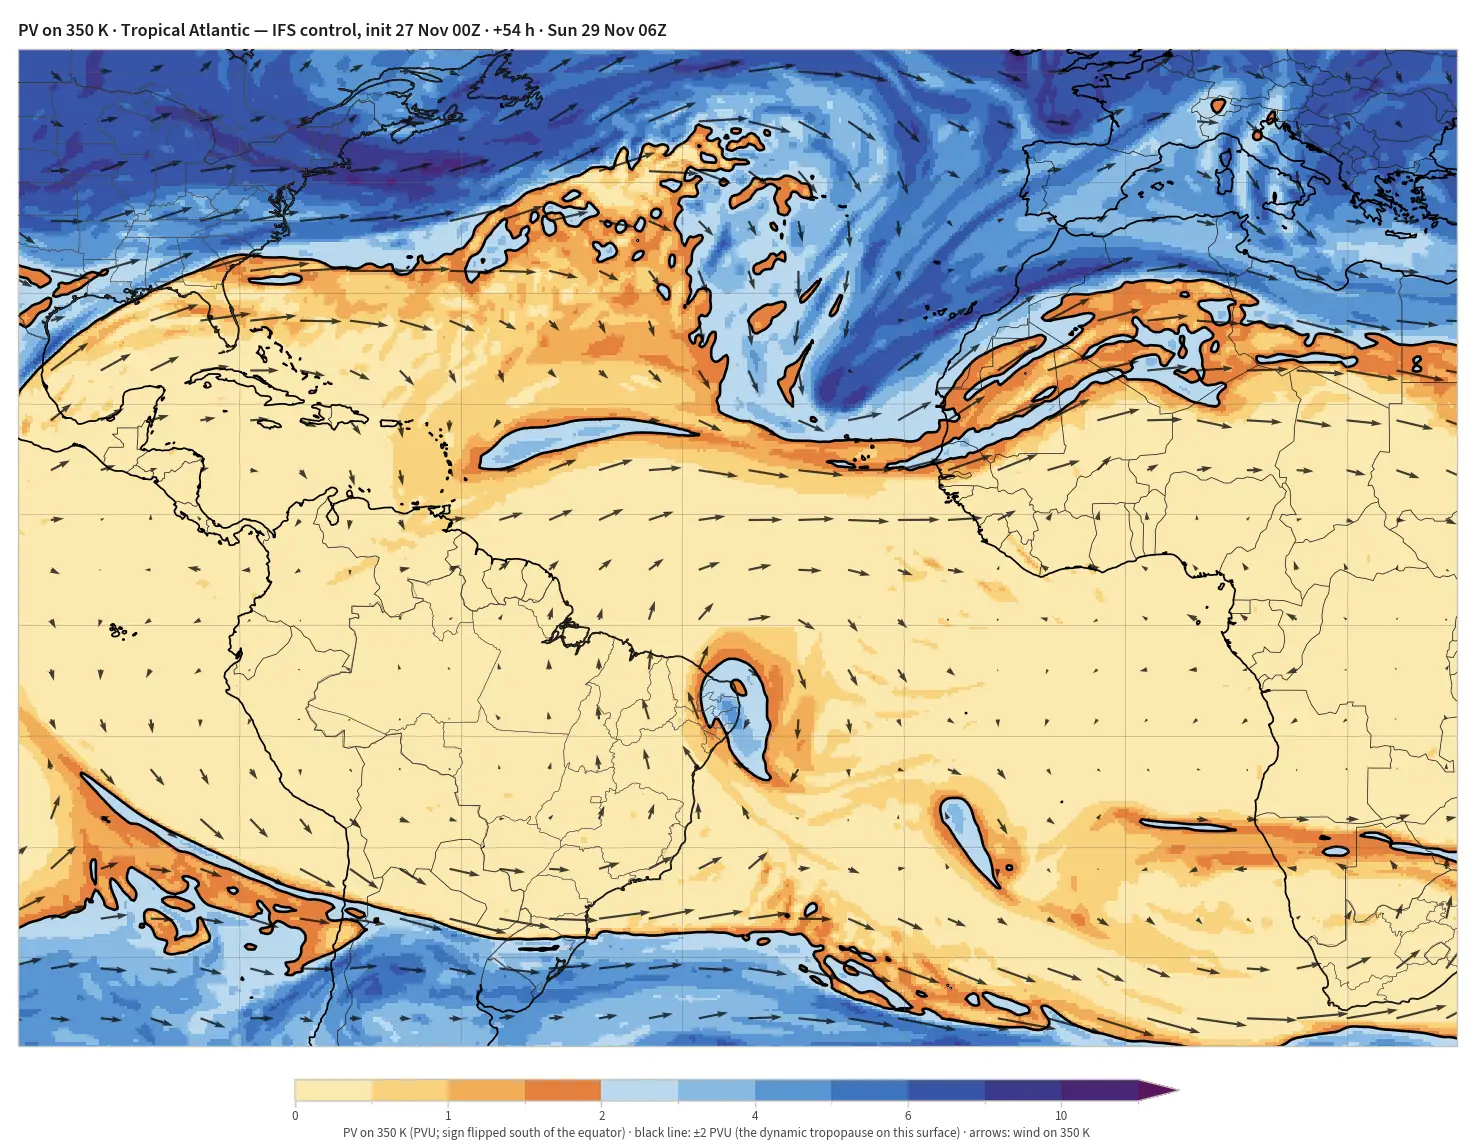 PV on 350 K · Tropical Atlantic — IFS control, init 27 Nov 00Z · +54 h · Sun 29 Nov 06Z
0 1 2 4 6 10
PV on 350 K (PVU; sign flipped south of the equator) · black line: ±2 PVU (the dynamic tropopause on this surface) · arrows: wind on 350 K